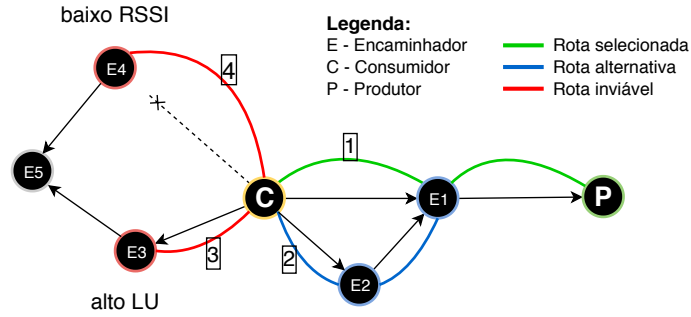 baixo RSSI
Legenda:
E - Encaminhador
C - Consumidor
P - Produtor
Rota selecionada
Rota alternativa
Rota inviável
E4
4
1
E5
C
E1
P
E3
3
2
E2
alto LU